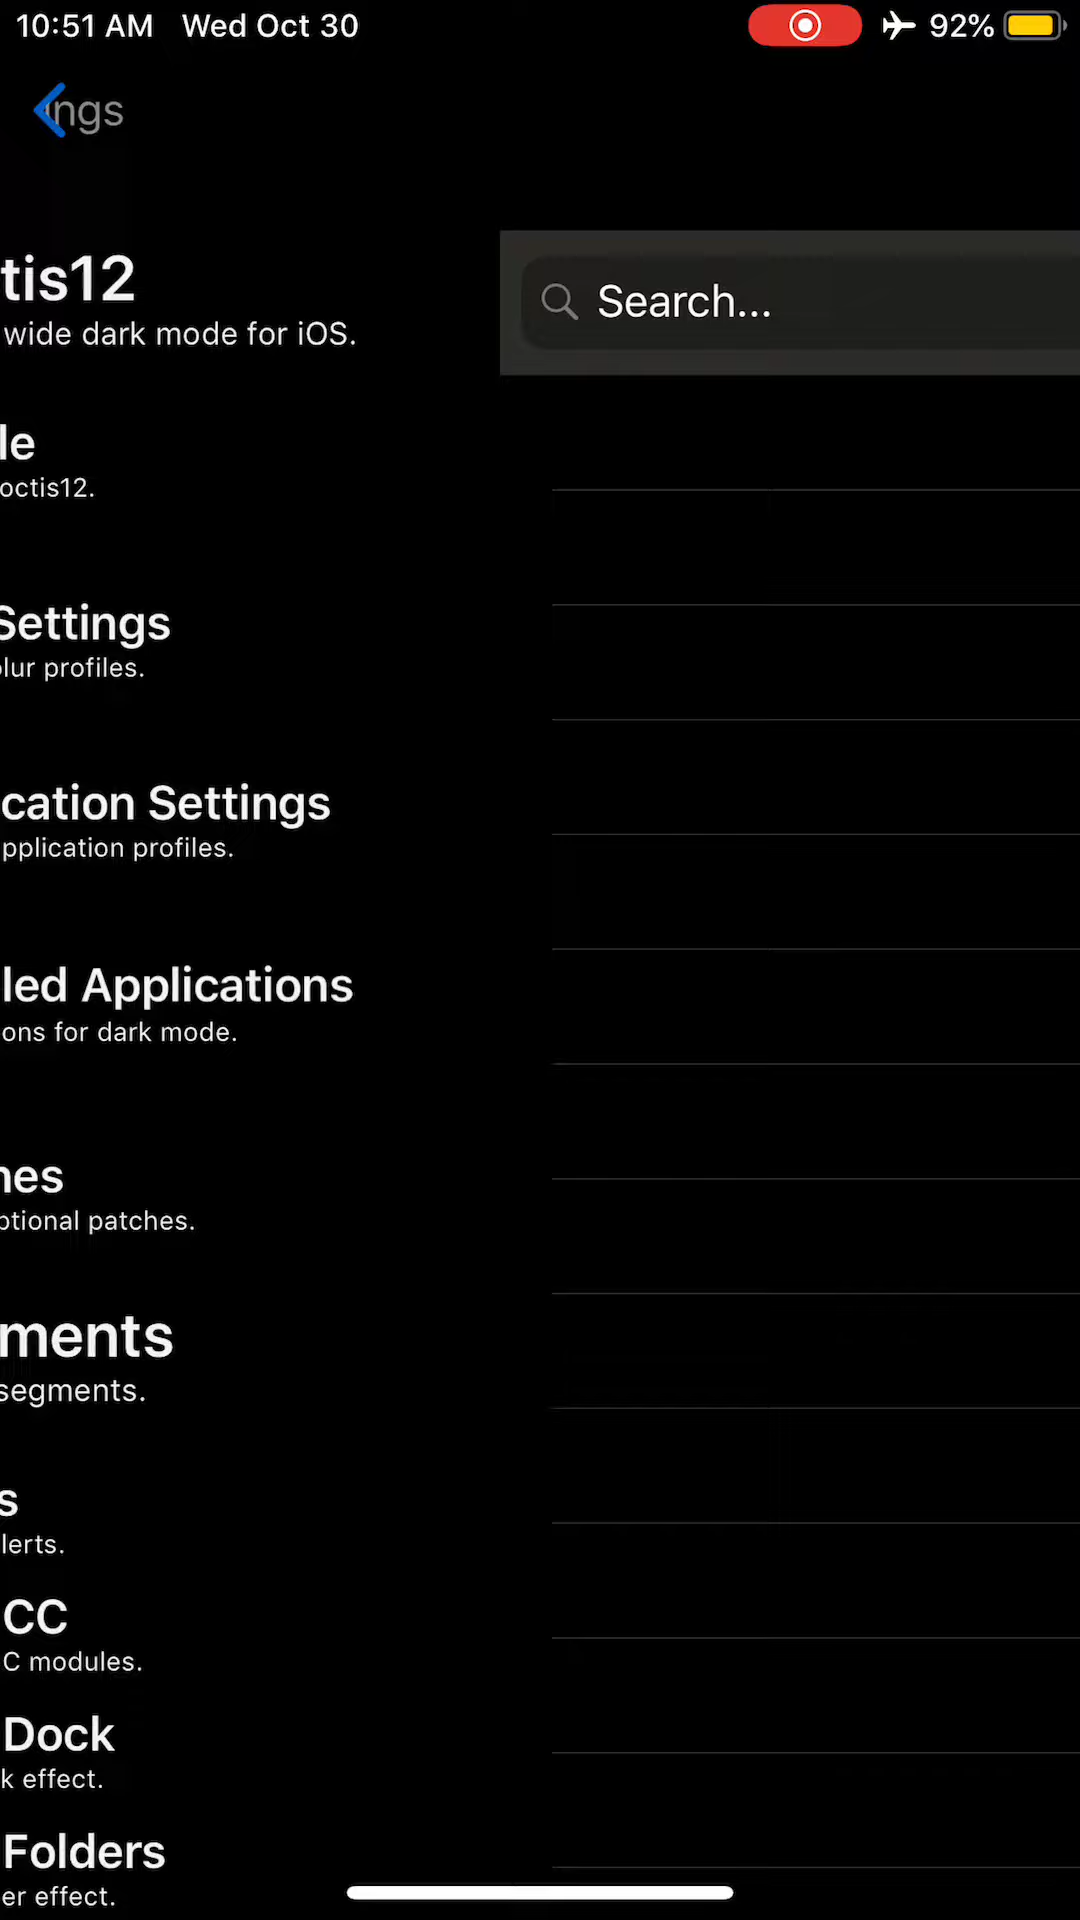 10:51 AM Wed Oct 30 92%
ngs
tis12
wide dark mode for iOS.
Search...
le
octis12.
Settings
lur profiles.
cation Settings
pplication profiles.
led Applications
ons for dark mode.
nes
ptional patches.
ments
segments.
s
lerts.
CC
C modules.
Dock
k effect.
Folders
er effect.